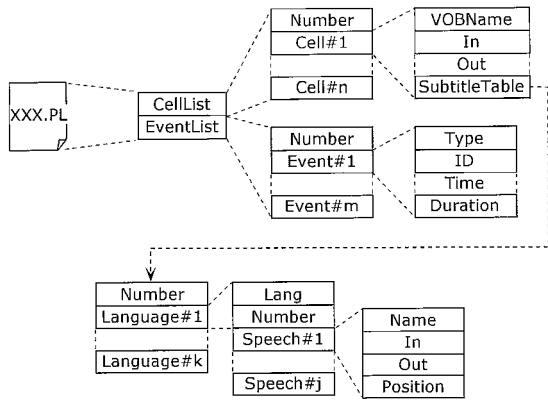 XXX.PL
CellList
EventList
Number
Cell#1
Cell#n
VOBName
In
Out
SubtitleTable
Number
Event#1
Event#m
Type
ID
Time
Duration
Number
Language#1
Language#k
Lang
Number
Speech#1
Speech#j
Name
In
Out
Position